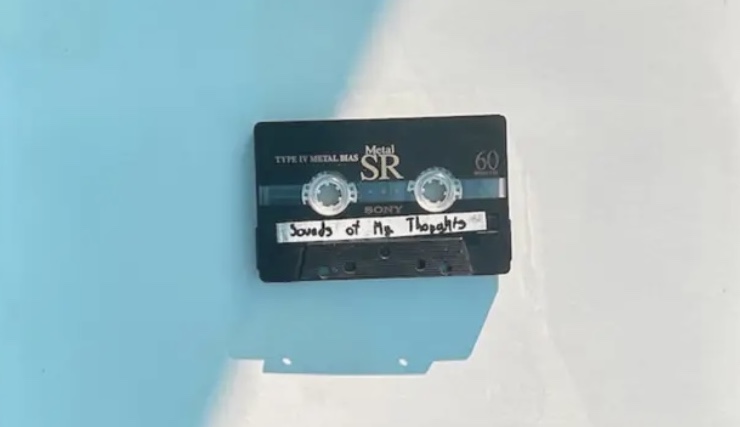 Metal
TYPE IV METAL BIAS SR 60
SONY
Sounds of My Thoughts